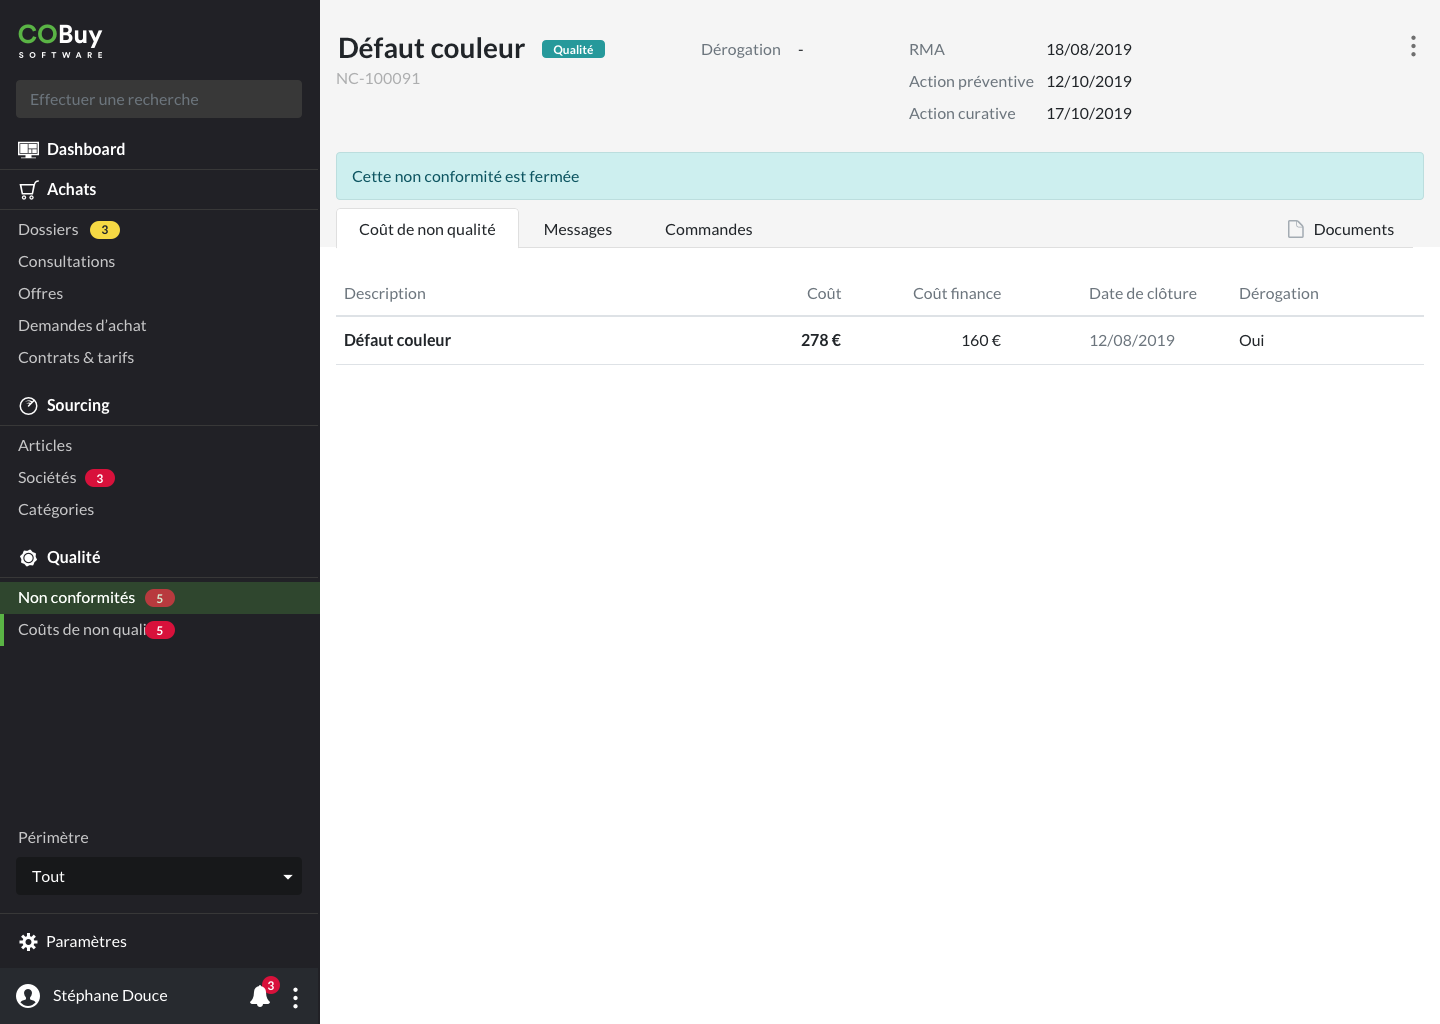 COBuy
SOFTWARE
Effectuer une recherche
Dashboard
Achats
Dossiers 3
Consultations
Offres
Demandes d’achat
Contrats & tarifs
Sourcing
Articles
Sociétés 3
Catégories
Qualité
Non conformités 5
Coûts de non quali 5
Périmètre
Tout
Paramètres
Stéphane Douce 3
Défaut couleur Qualité
NC-100091
Dérogation -
RMA 18/08/2019
Action préventive 12/10/2019
Action curative 17/10/2019
Cette non conformité est fermée
Coût de non qualité Messages Commandes Documents
Description Coût Coût finance Date de clôture Dérogation
Défaut couleur 278 € 160 € 12/08/2019 Oui